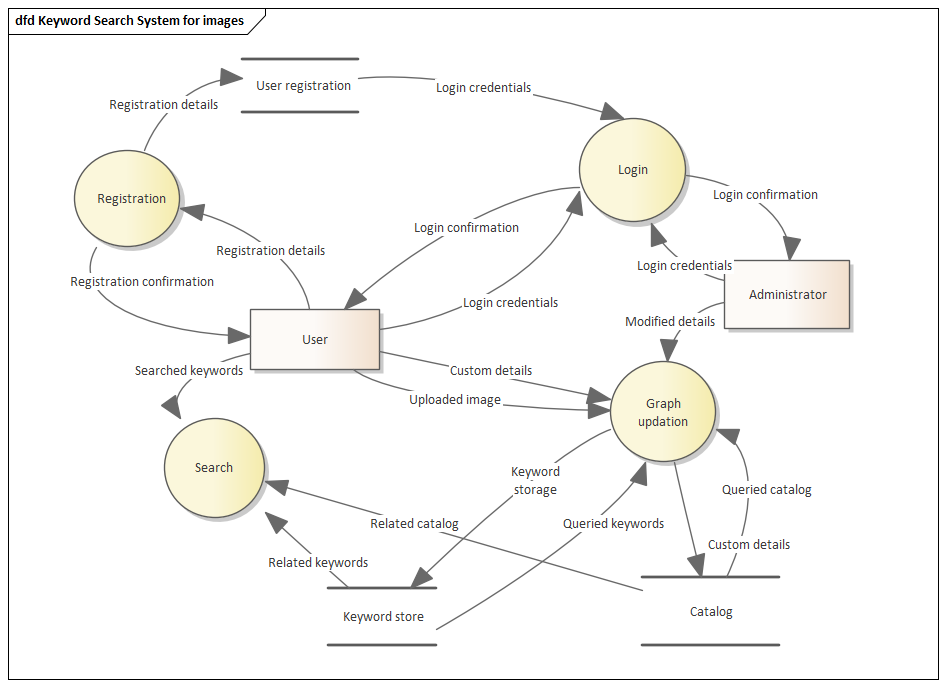 dfd Keyword Search System for images
User registration
Login credentials
Registration details
Login
Registration
Login confirmation
Login confirmation
Registration details
Login credentials
Registration confirmation
Administrator
Login credentials
Modified details
User
Searched keywords
Custom details
Uploaded image
Graph
updation
Search
Keyword
storage
Queried catalog
Related catalog
Queried keywords
Custom details
Related keywords
Catalog
Keyword store